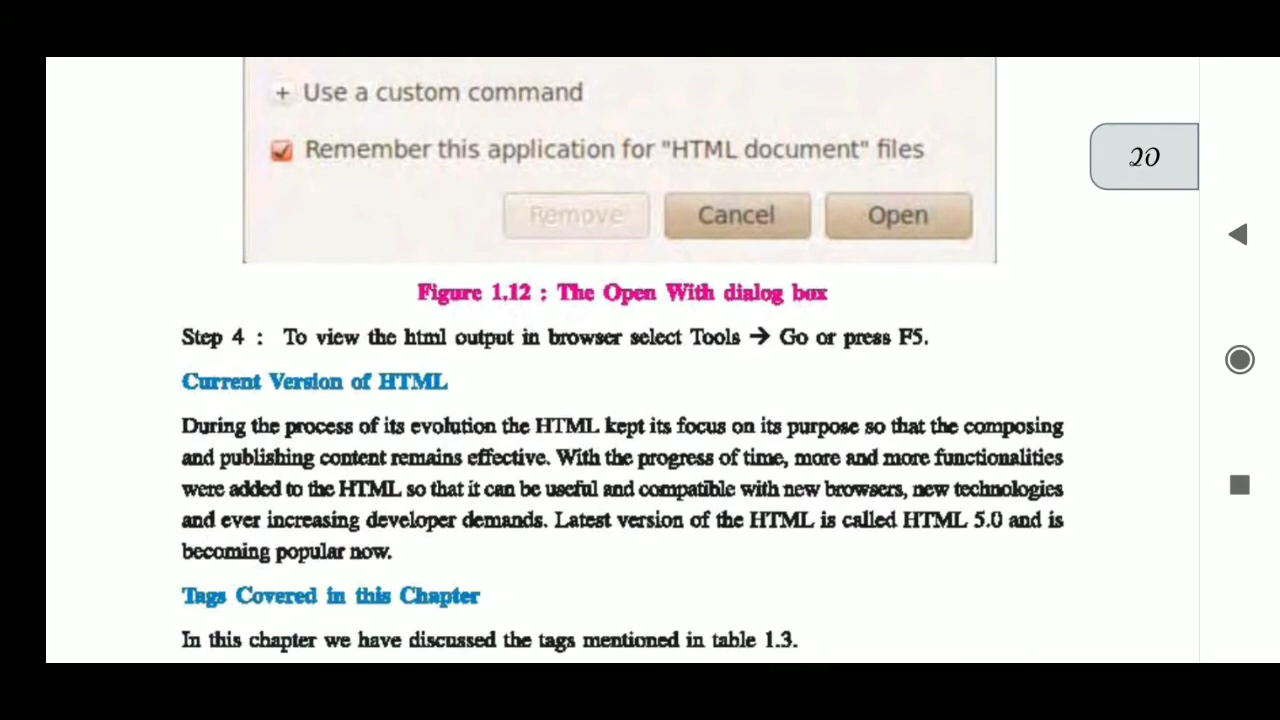 + Use a custom command
Remember this application for "HTML document" files
20
Remove Cancel Open
Figure 1.12 : The Open With dialog box
Step 4 : To view the html output in browser select Tools → Go or press F5.
Current Version of HTML
During the process of its evolution the HTML kept its focus on its purpose so that the composing
and publishing content remains effective. With the progress of time, more and more functionalities
were added to the HTML so that it can be useful and compatible with new browsers, new technologies
and ever increasing developer demands. Latest version of the HTML is called HTML 5.0 and is
becoming popular now.
Tags Covered in this Chapter
In this chapter we have discussed the tags mentioned in table 1.3.